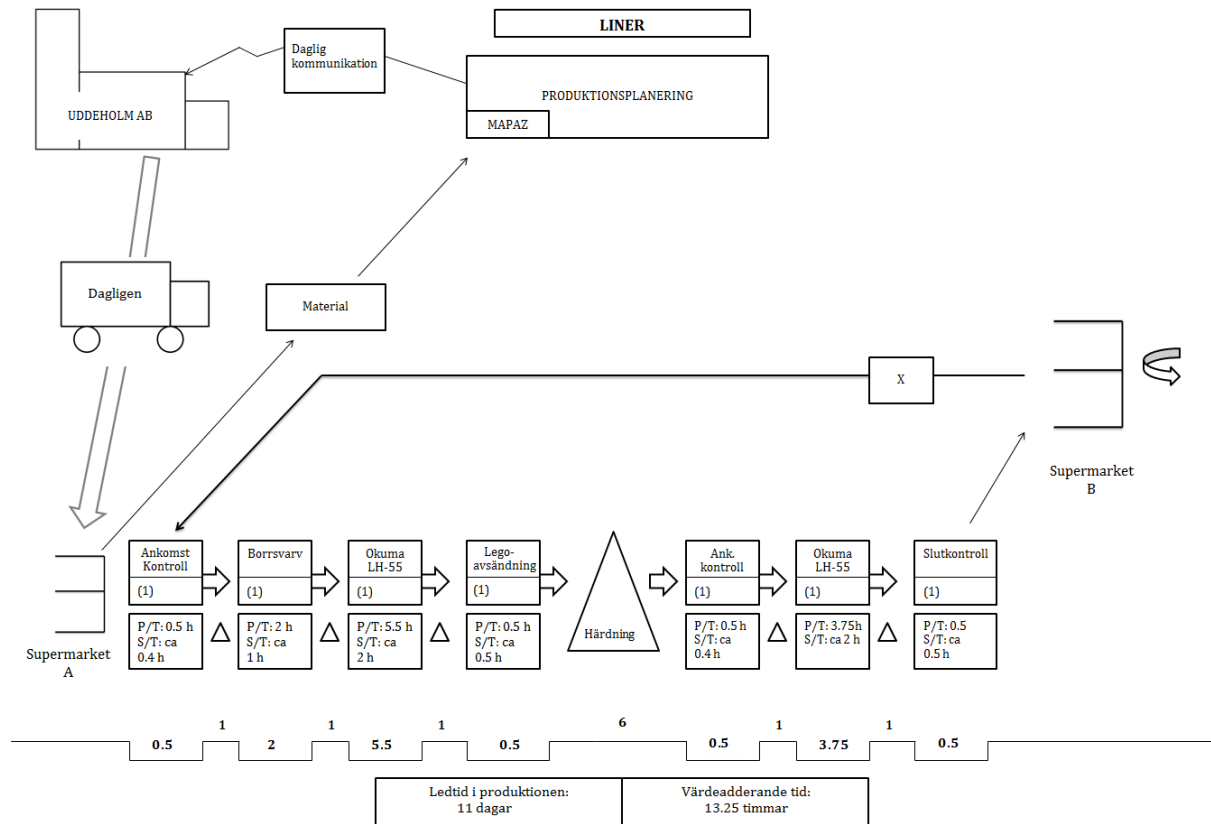 LINER
Daglig
kommunikation
PRODUKTIONSPLANERING
MAPAZ
UDDEHOLM AB
Dagligen
Material
X
Supermarket
B
Supermarket
A
Ankomst
Kontroll
(1)
P/T: 0.5 h
S/T: ca
0.4 h
Borrsvarv
(1)
P/T: 2 h
S/T: ca
1 h
Okuma
LH-55
(1)
P/T: 5.5 h
S/T: ca
2 h
Lego-
avsändning
(1)
P/T: 0.5 h
S/T: ca
0.5 h
Härdning
Ank.
kontroll
(1)
P/T: 0.5 h
S/T: ca
0.4 h
Okuma
LH-55
(1)
P/T: 3.75h
S/T: ca 2 h
Slutkontroll
(1)
P/T: 0.5
S/T: ca
0.5 h
1 1 1 6 1 1
0.5 2 5.5 0.5 0.5 3.75 0.5
Ledtid i produktionen:
11 dagar
Värdeadderande tid:
13.25 timmar